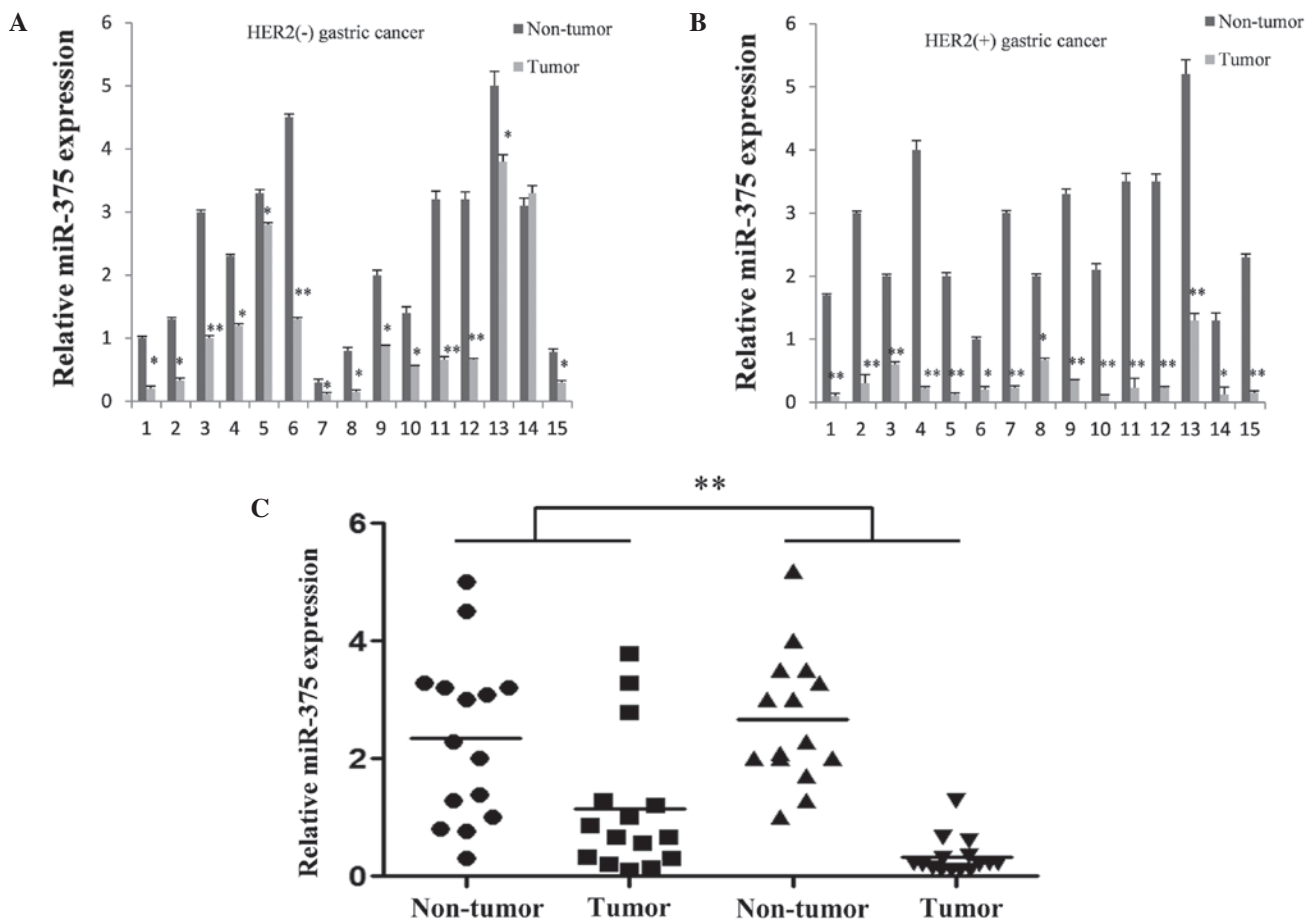 A
HER2(-) gastric cancer
Non-tumor
Tumor
Relative miR-375 expression
6
5
4
3
2
1
0
* * ** * * ** * * * * ** ** * *
1 2 3 4 5 6 7 8 9 10 11 12 13 14 15
B
HER2(+) gastric cancer
Non-tumor
Tumor
Relative miR-375 expression
6
5
4
3
2
1
0
** ** ** ** ** * ** * ** ** ** ** ** * **
1 2 3 4 5 6 7 8 9 10 11 12 13 14 15
C
**
Relative miR-375 expression
6
4
2
0
Non-tumor Tumor Non-tumor Tumor